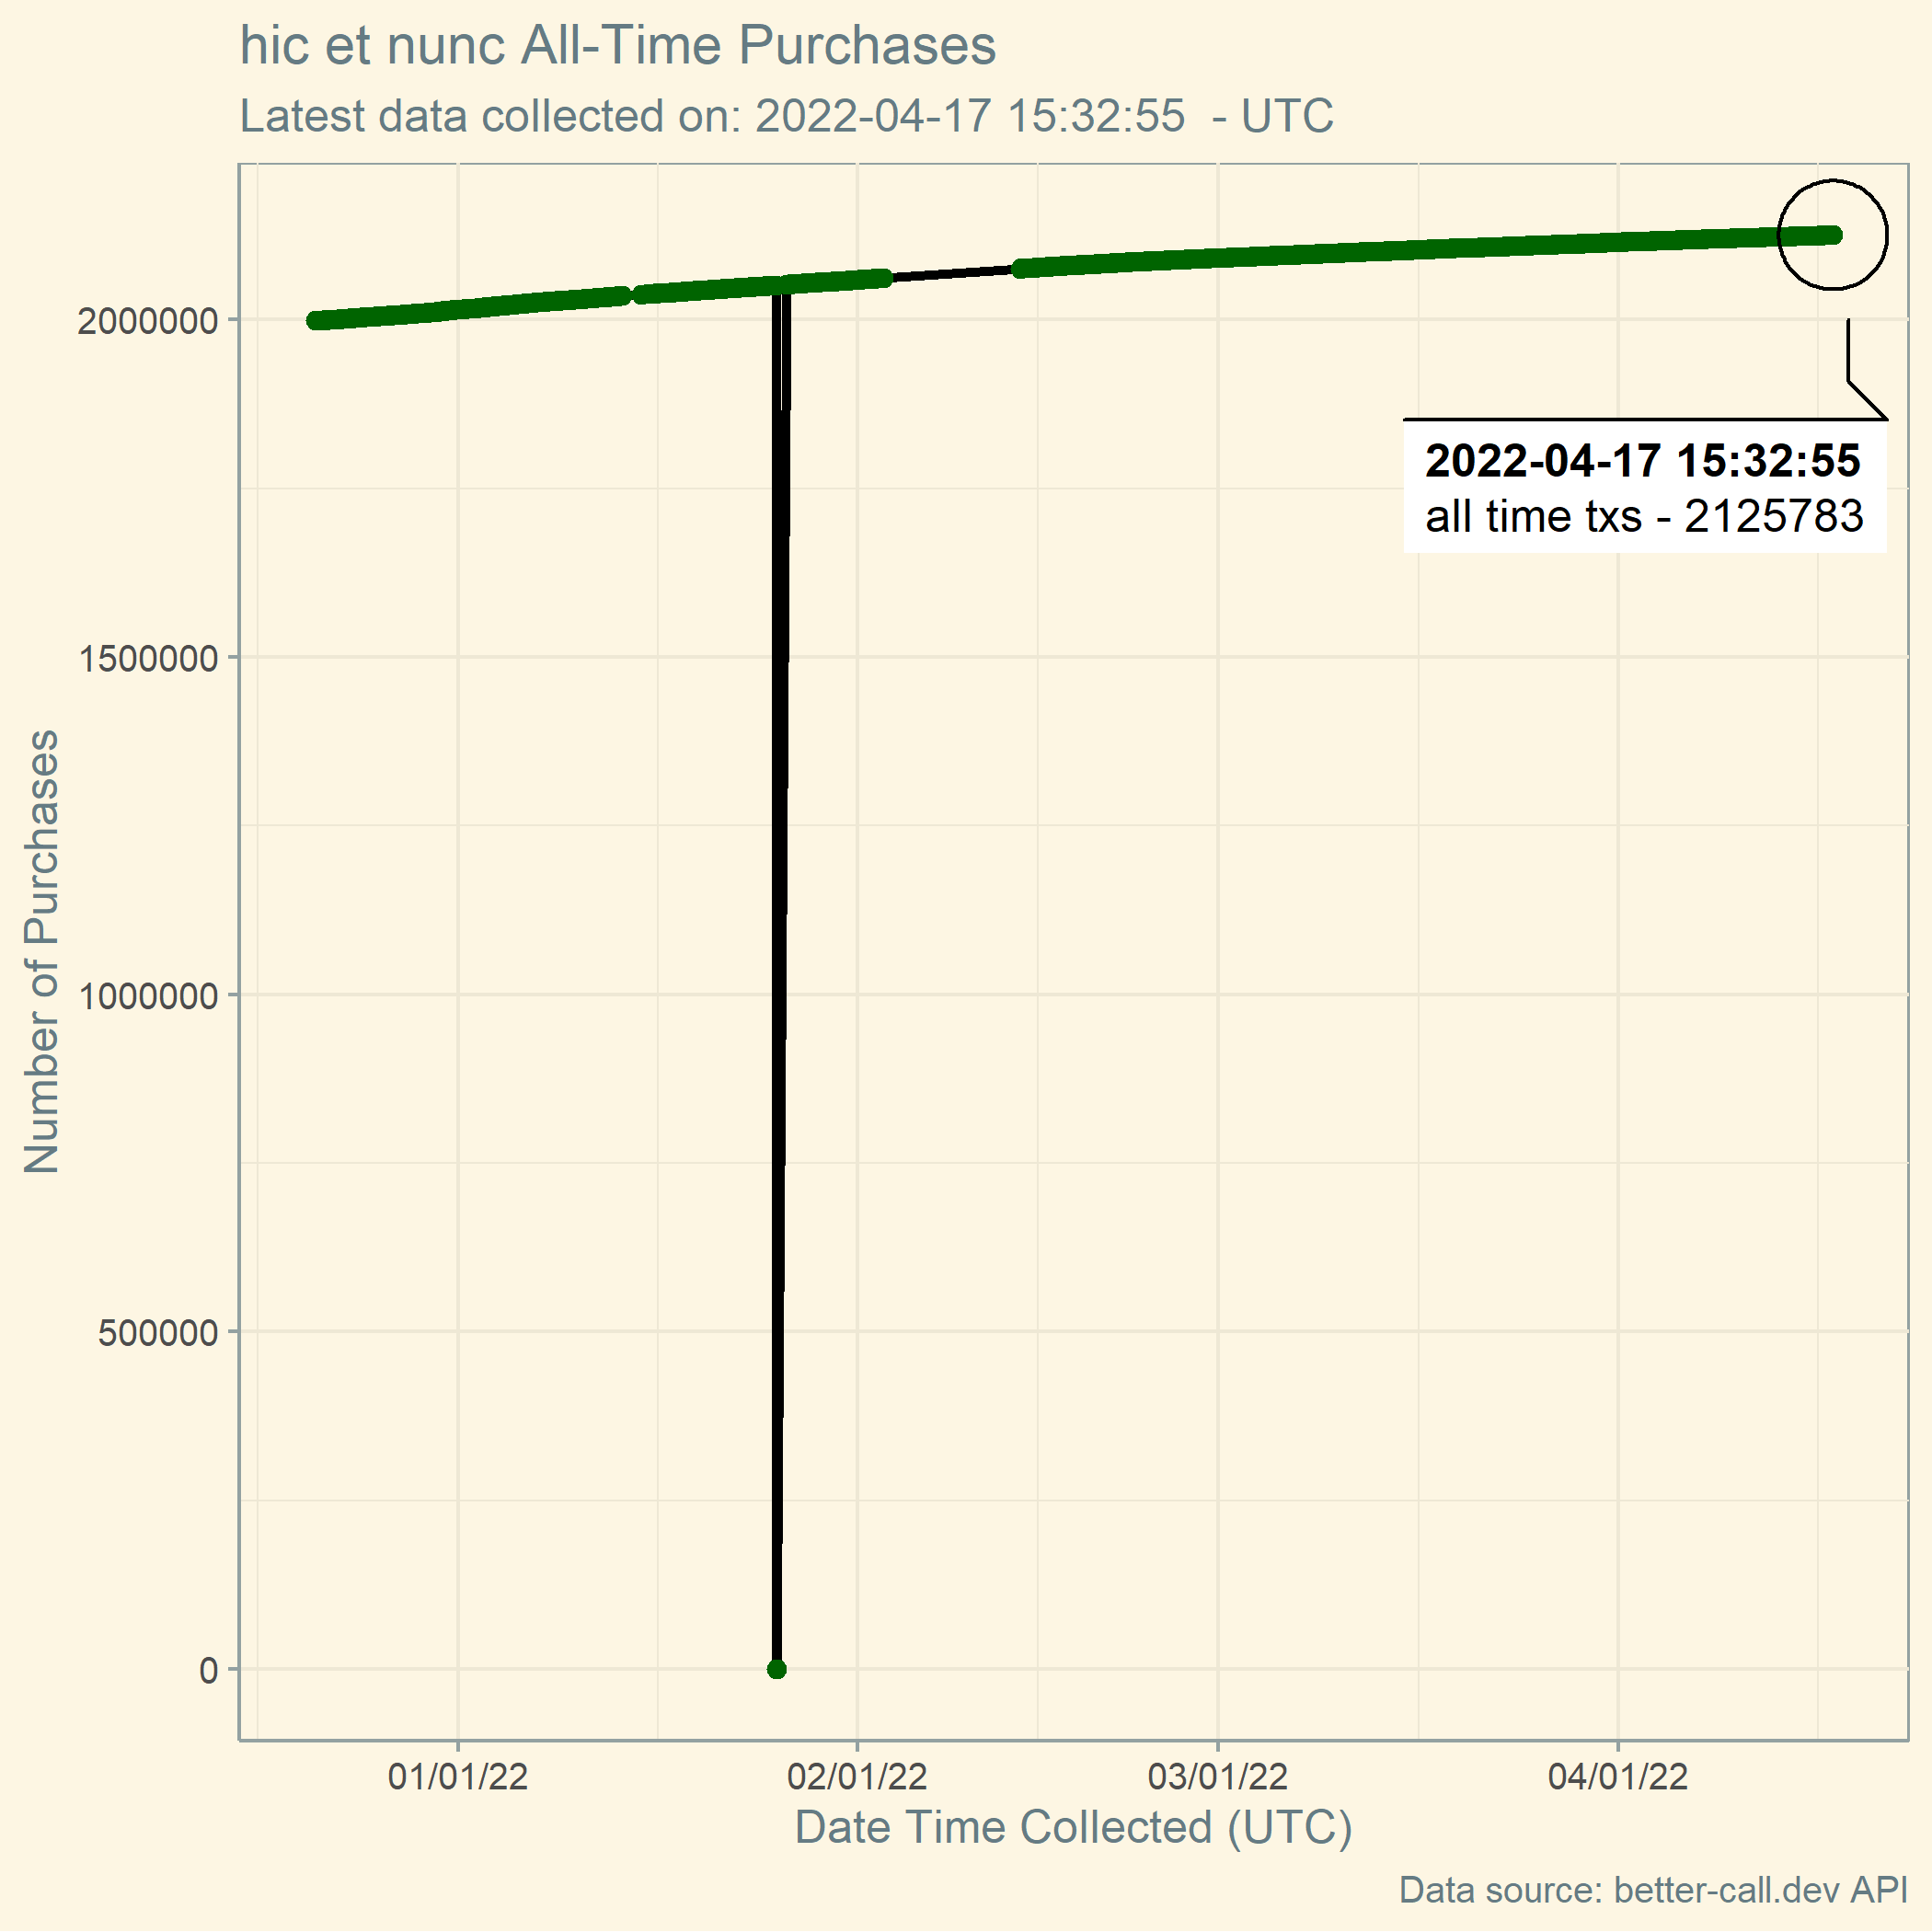 hic et nunc All-Time Purchases
Latest data collected on: 2022-04-17 15:32:55  - UTC
2022-04-17 15:32:55
all time txs - 2125783
Number of Purchases
2000000
1500000
1000000
500000
0
01/01/22
02/01/22
03/01/22
04/01/22
Date Time Collected (UTC)
Data source: better-call.dev API